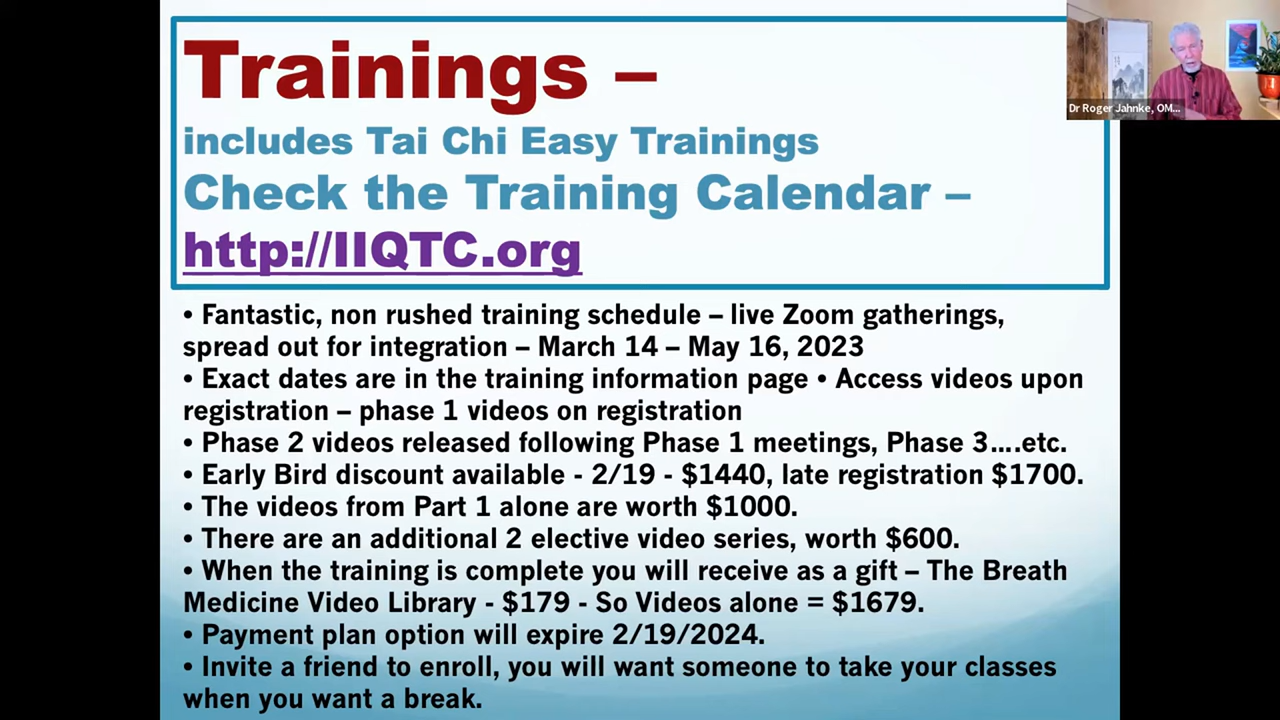 Trainings –
includes Tai Chi Easy Trainings
Check the Training Calendar –
http://IIQTC.org
Dr Roger Jahnke, OM...
• Fantastic, non rushed training schedule – live Zoom gatherings,
spread out for integration – March 14 – May 16, 2023
• Exact dates are in the training information page • Access videos upon
registration – phase 1 videos on registration
• Phase 2 videos released following Phase 1 meetings, Phase 3....etc.
• Early Bird discount available - 2/19 - $1440, late registration $1700.
• The videos from Part 1 alone are worth $1000.
• There are an additional 2 elective video series, worth $600.
• When the training is complete you will receive as a gift – The Breath
Medicine Video Library - $179 - So Videos alone = $1679.
• Payment plan option will expire 2/19/2024.
• Invite a friend to enroll, you will want someone to take your classes
when you want a break.